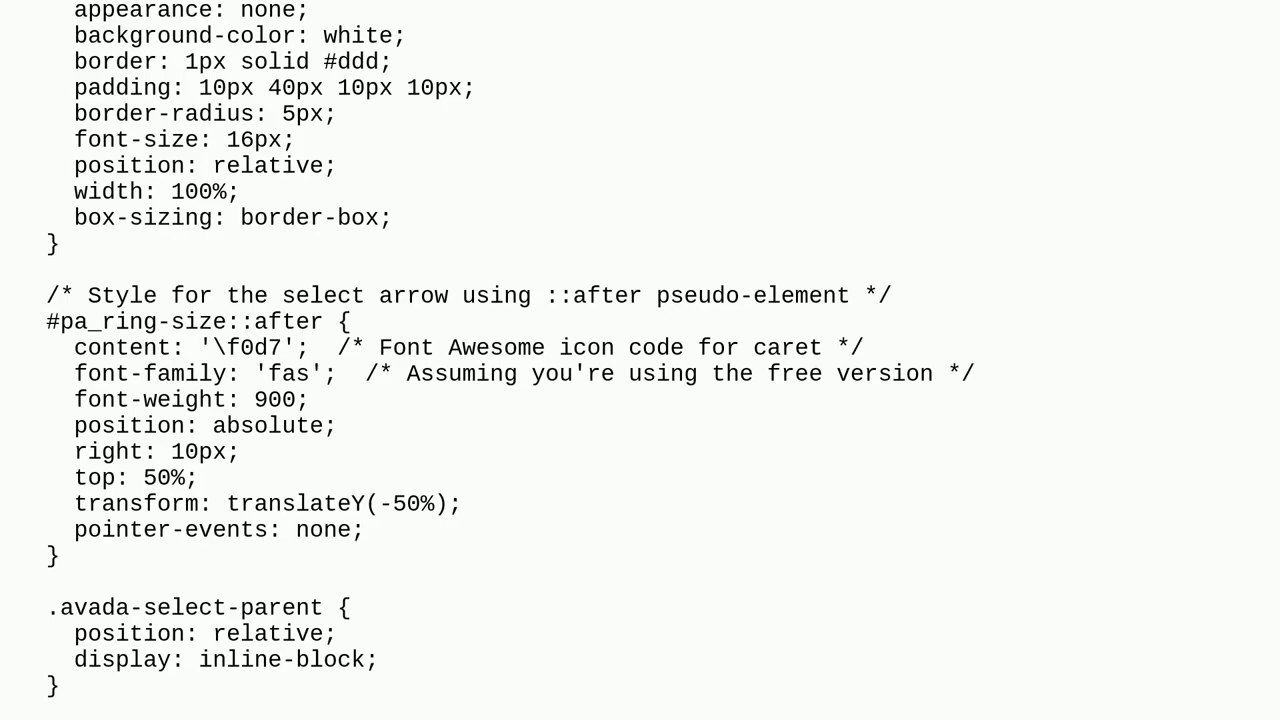 appearance: none;
background-color: white;
border: 1px solid #ddd;
padding: 10px 40px 10px 10px;
border-radius: 5px;
font-size: 16px;
position: relative;
width: 100%;
box-sizing: border-box;
}
/* Style for the select arrow using ::after pseudo-element */
#pa_ring-size::after {
content: '\f0d7';  /* Font Awesome icon code for caret */
font-family: 'fas';  /* Assuming you're using the free version */
font-weight: 900;
position: absolute;
right: 10px;
top: 50%;
transform: translateY(-50%);
pointer-events: none;
}
.avada-select-parent {
position: relative;
display: inline-block;
}